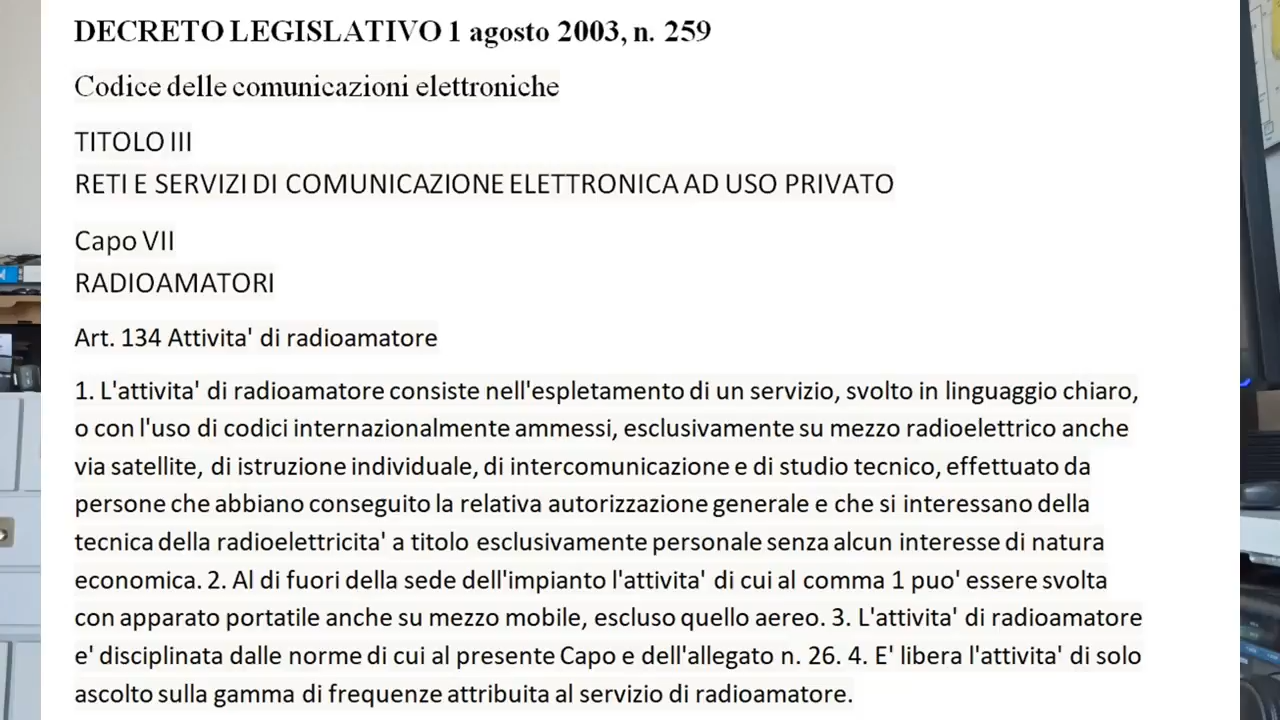 DECRETO LEGISLATIVO 1 agosto 2003, n. 259
Codice delle comunicazioni elettroniche
TITOLO III
RETI E SERVIZI DI COMUNICAZIONE ELETTRONICA AD USO PRIVATO
Capo VII
RADIOAMATORI
Art. 134 Attivita' di radioamatore
1. L'attivita' di radioamatore consiste nell'espletamento di un servizio, svolto in linguaggio chiaro,
o con l'uso di codici internazionalmente ammessi, esclusivamente su mezzo radioelettrico anche
via satellite, di istruzione individuale, di intercomunicazione e di studio tecnico, effettuato da
persone che abbiano conseguito la relativa autorizzazione generale e che si interessano della
tecnica della radioelettricita' a titolo esclusivamente personale senza alcun interesse di natura
economica. 2. Al di fuori della sede dell'impianto l'attivita' di cui al comma 1 puo' essere svolta
con apparato portatile anche su mezzo mobile, escluso quello aereo. 3. L'attivita' di radioamatore
e' disciplinata dalle norme di cui al presente Capo e dell'allegato n. 26. 4. E' libera l'attivita' di solo
ascolto sulla gamma di frequenze attribuita al servizio di radioamatore.